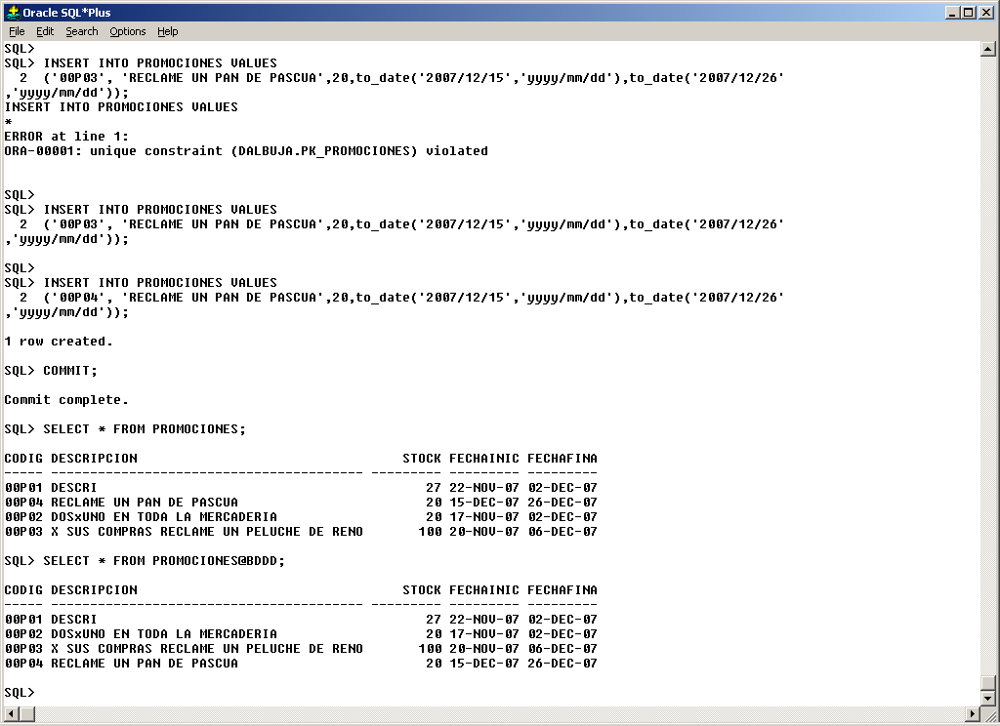 Oracle SQL*Plus
File Edit Search Options Help
SQL>
SQL> INSERT INTO PROMOCIONES VALUES
  2  ('00P03', 'RECLAME UN PAN DE PASCUA',20,to_date('2007/12/15','yyyy/mm/dd'),to_date('2007/12/26'
,'yyyy/mm/dd'));
INSERT INTO PROMOCIONES VALUES
*
ERROR at line 1:
ORA-00001: unique constraint (DALBUJA.PK_PROMOCIONES) violated
SQL>
SQL> INSERT INTO PROMOCIONES VALUES
  2  ('00P03', 'RECLAME UN PAN DE PASCUA',20,to_date('2007/12/15','yyyy/mm/dd'),to_date('2007/12/26'
,'yyyy/mm/dd'));
SQL>
SQL> INSERT INTO PROMOCIONES VALUES
  2  ('00P04', 'RECLAME UN PAN DE PASCUA',20,to_date('2007/12/15','yyyy/mm/dd'),to_date('2007/12/26'
,'yyyy/mm/dd'));
1 row created.
SQL> COMMIT;
Commit complete.
SQL> SELECT * FROM PROMOCIONES;
CODIG DESCRIPCION                                  STOCK FECHAINIC FECHAFINA
----- ---------------------------------------- --------- --------- ---------
00P01 DESCRI                                          27 22-NOV-07 02-DEC-07
00P04 RECLAME UN PAN DE PASCUA                        20 15-DEC-07 26-DEC-07
00P02 DOSxUNO EN TODA LA MERCADERIA                   20 17-NOV-07 02-DEC-07
00P03 X SUS COMPRAS RECLAME UN PELUCHE DE RENO       100 20-NOV-07 06-DEC-07
SQL> SELECT * FROM PROMOCIONES@BDDD;
CODIG DESCRIPCION                                  STOCK FECHAINIC FECHAFINA
----- ---------------------------------------- --------- --------- ---------
00P01 DESCRI                                          27 22-NOV-07 02-DEC-07
00P02 DOSxUNO EN TODA LA MERCADERIA                   20 17-NOV-07 02-DEC-07
00P03 X SUS COMPRAS RECLAME UN PELUCHE DE RENO       100 20-NOV-07 06-DEC-07
00P04 RECLAME UN PAN DE PASCUA                        20 15-DEC-07 26-DEC-07
SQL>